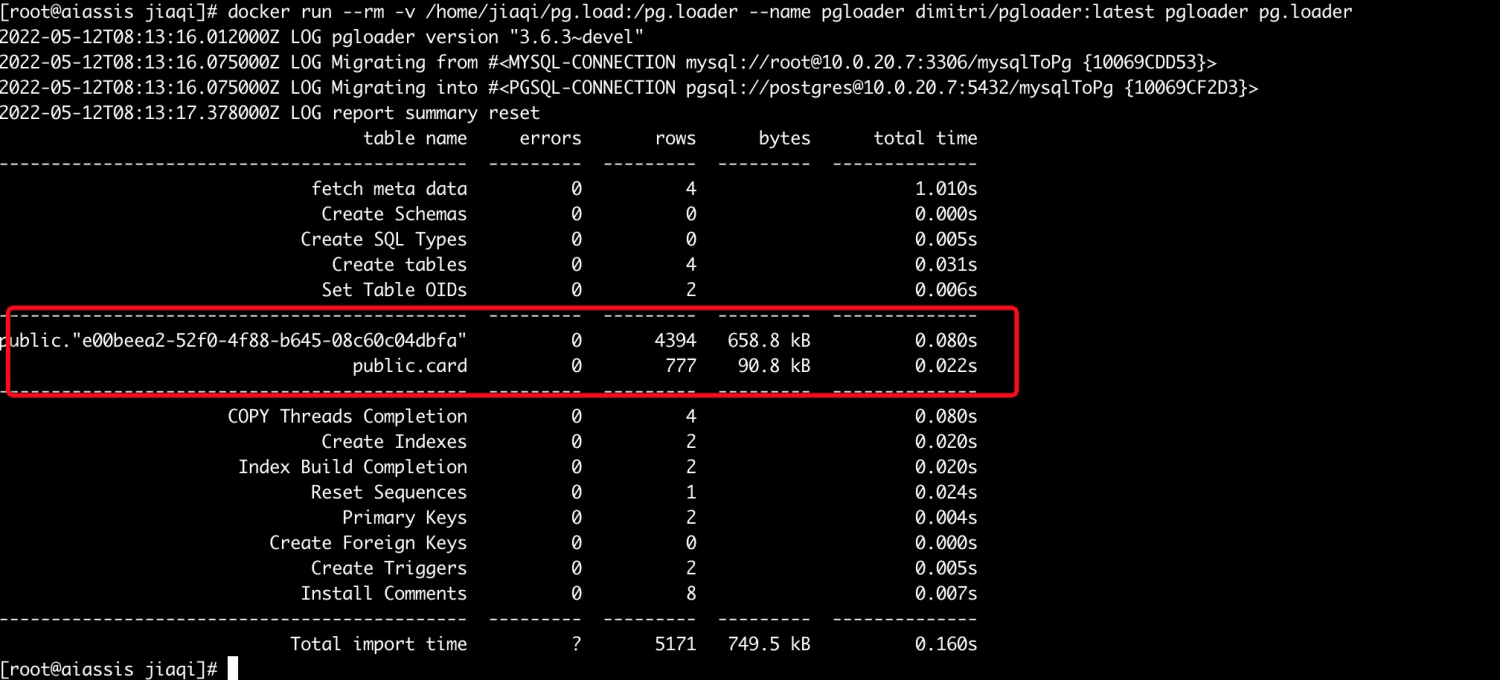 [root@aiassis jiaqi]# docker run --rm -v /home/jiaqi/pg.load:/pg.loader --name pgloader dimitri/pgloader:latest pgloader pg.loader
2022-05-12T08:13:16.012000Z LOG pgloader version "3.6.3~devel"
2022-05-12T08:13:16.075000Z LOG Migrating from #<MYSQL-CONNECTION mysql://root@10.0.20.7:3306/mysqlToPg {10069CDD53}>
2022-05-12T08:13:16.075000Z LOG Migrating into #<PGSQL-CONNECTION pgsql://postgres@10.0.20.7:5432/mysqlToPg {10069CF2D3}>
2022-05-12T08:13:17.378000Z LOG report summary reset
table name errors rows bytes total time
--------------------------------------------- --------- --------- --------- --------------
fetch meta data 0 4 1.010s
Create Schemas 0 0 0.000s
Create SQL Types 0 0 0.005s
Create tables 0 4 0.031s
Set Table OIDs 0 2 0.006s
--------------------------------------------- --------- --------- --------- --------------
public."e00beea2-52f0-4f88-b645-08c60c04dbfa" 0 4394 658.8 kB 0.080s
public.card 0 777 90.8 kB 0.022s
--------------------------------------------- --------- --------- --------- --------------
COPY Threads Completion 0 4 0.080s
Create Indexes 0 2 0.020s
Index Build Completion 0 2 0.020s
Reset Sequences 0 1 0.024s
Primary Keys 0 2 0.004s
Create Foreign Keys 0 0 0.000s
Create Triggers 0 2 0.005s
Install Comments 0 8 0.007s
--------------------------------------------- --------- --------- --------- --------------
Total import time ? 5171 749.5 kB 0.160s
[root@aiassis jiaqi]#